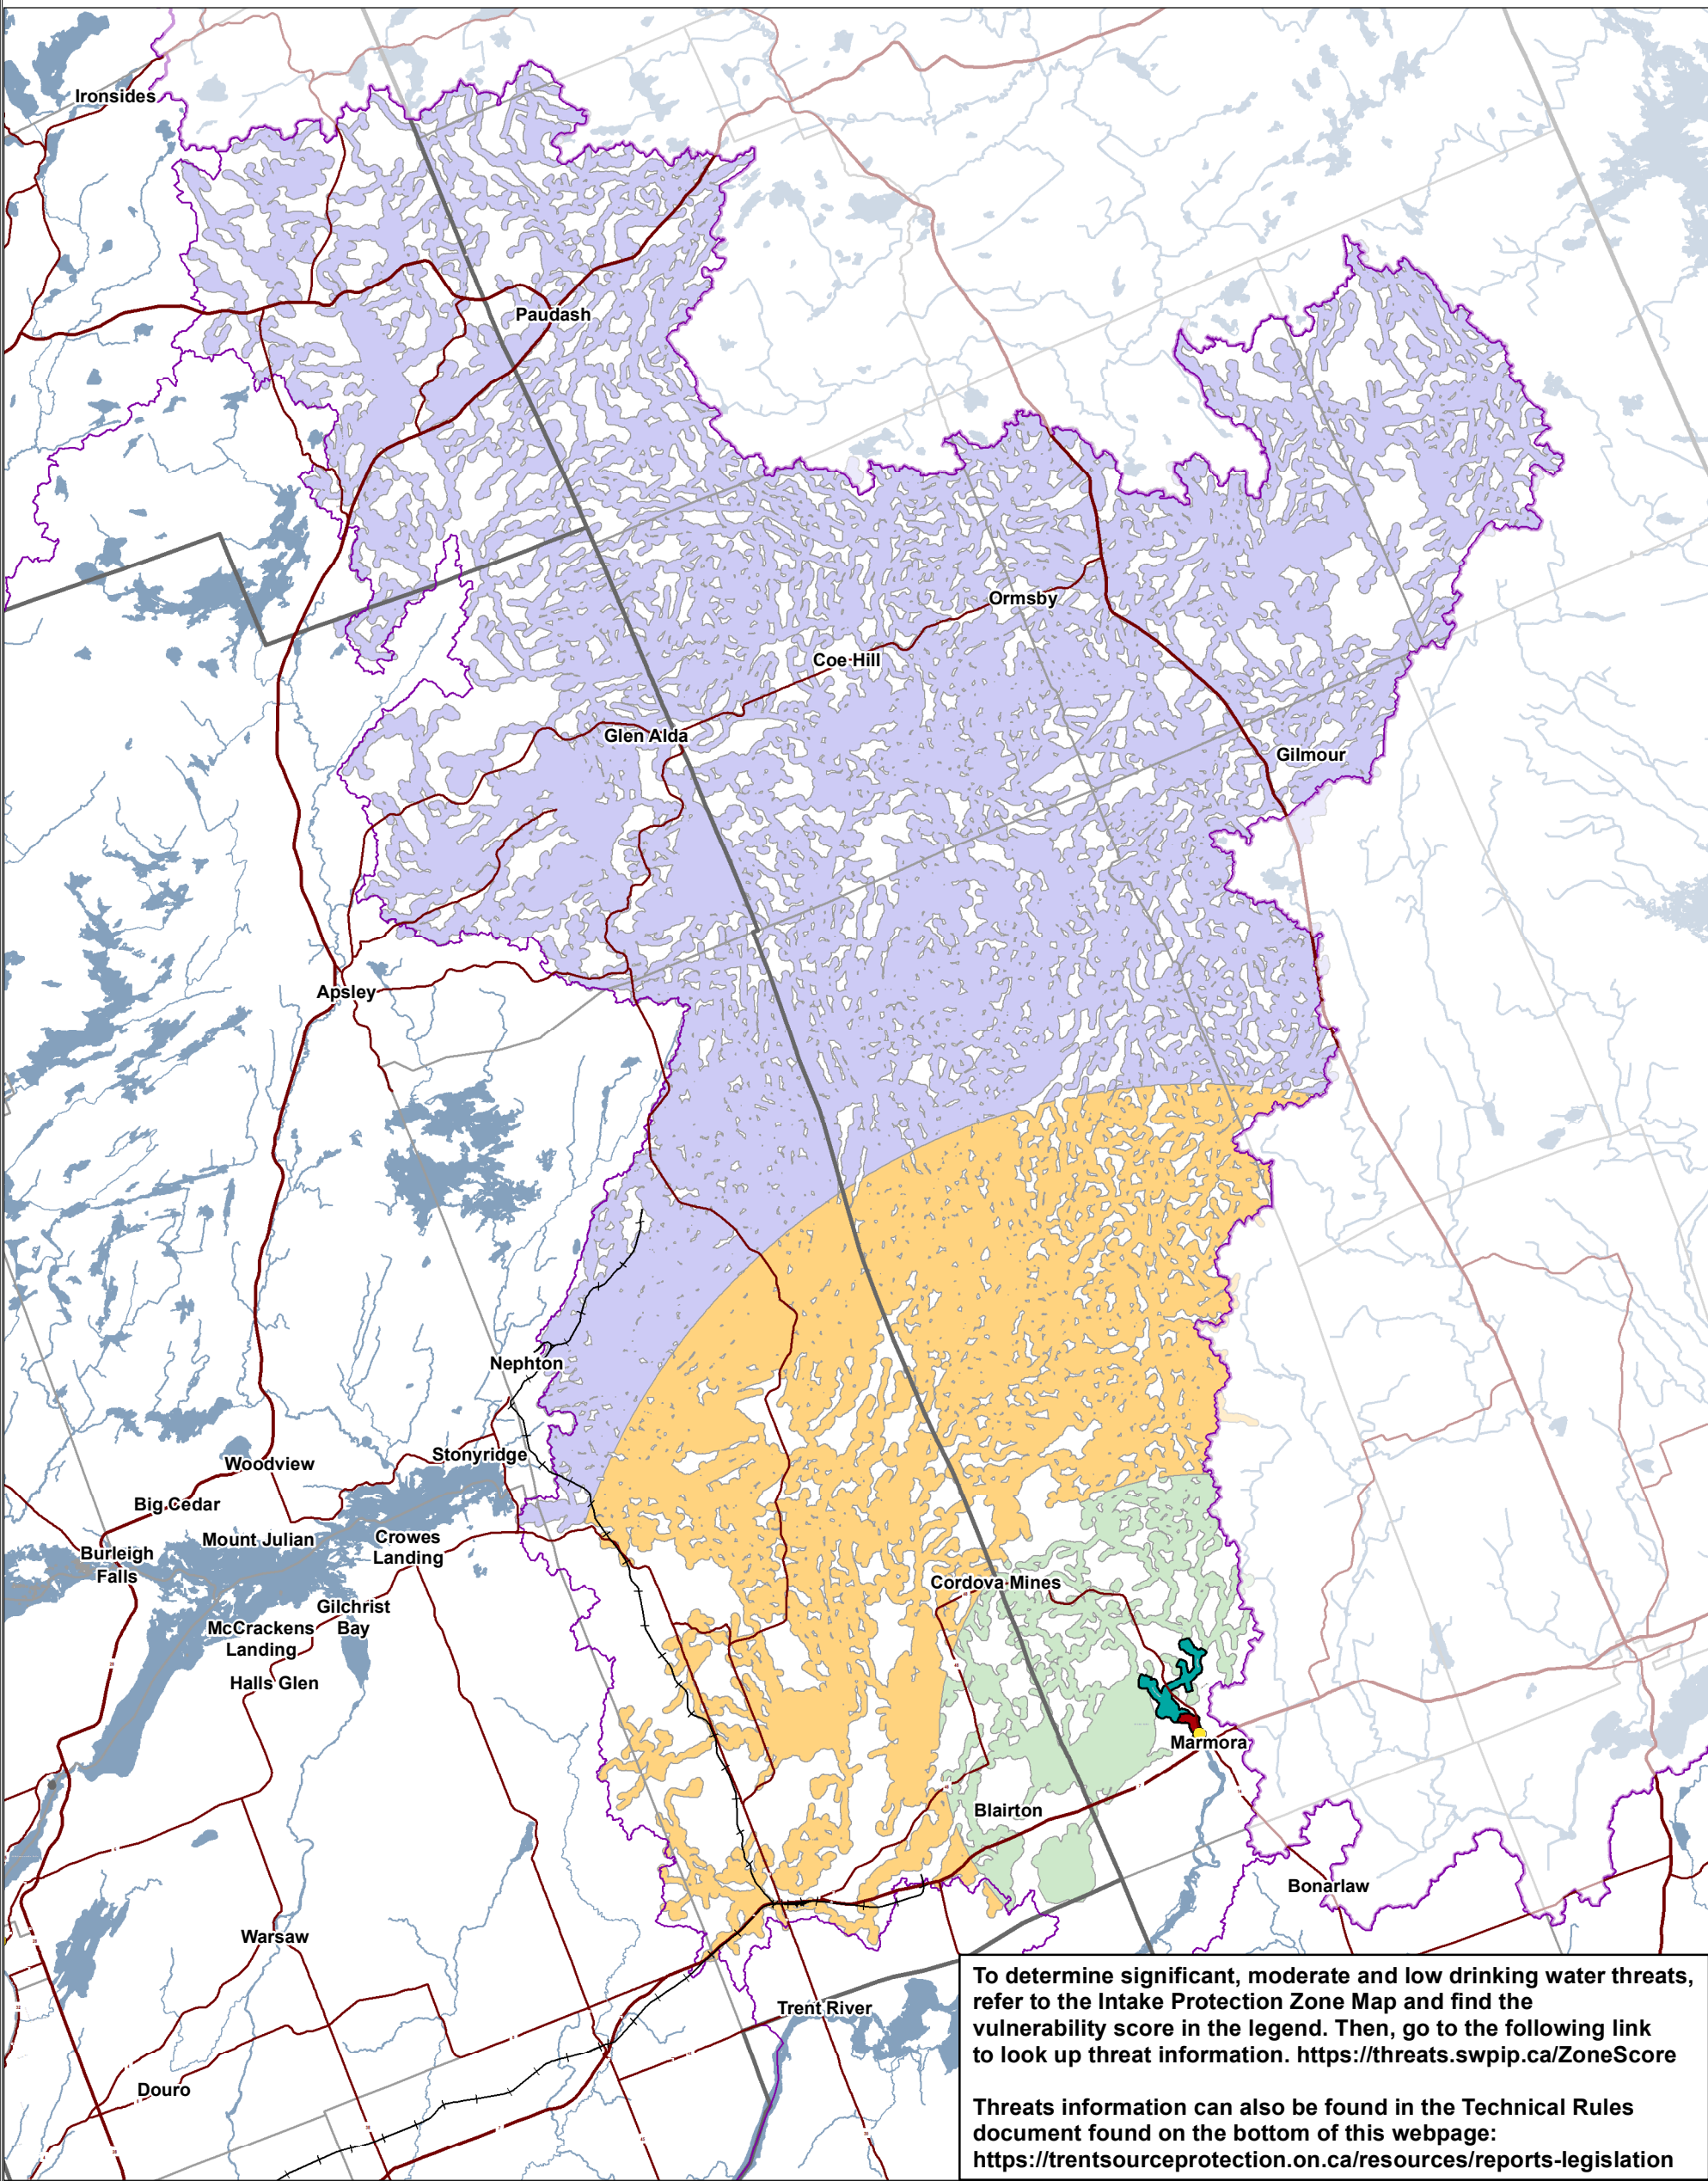 Ironsides
Paudash
Ormsby
Coe Hill
Glen Alda
Gilmour
Apsley
Nephton
Stonyridge
Woodview
Big Cedar
Mount Julian
Crowes
Landing
Burleigh
Falls
Cordova Mines
Gilchrist
Bay
McCrackens
Landing
Halls Glen
Marmora
Blairton
Bonarlaw
Warsaw
Trent River
Douro
To determine significant, moderate and low drinking water threats,
refer to the Intake Protection Zone Map and find the
vulnerability score in the legend. Then, go to the following link
to look up threat information. https://threats.swpip.ca/ZoneScore
Threats information can also be found in the Technical Rules
document found on the bottom of this webpage:
https://trentsourceprotection.on.ca/resources/reports-legislation